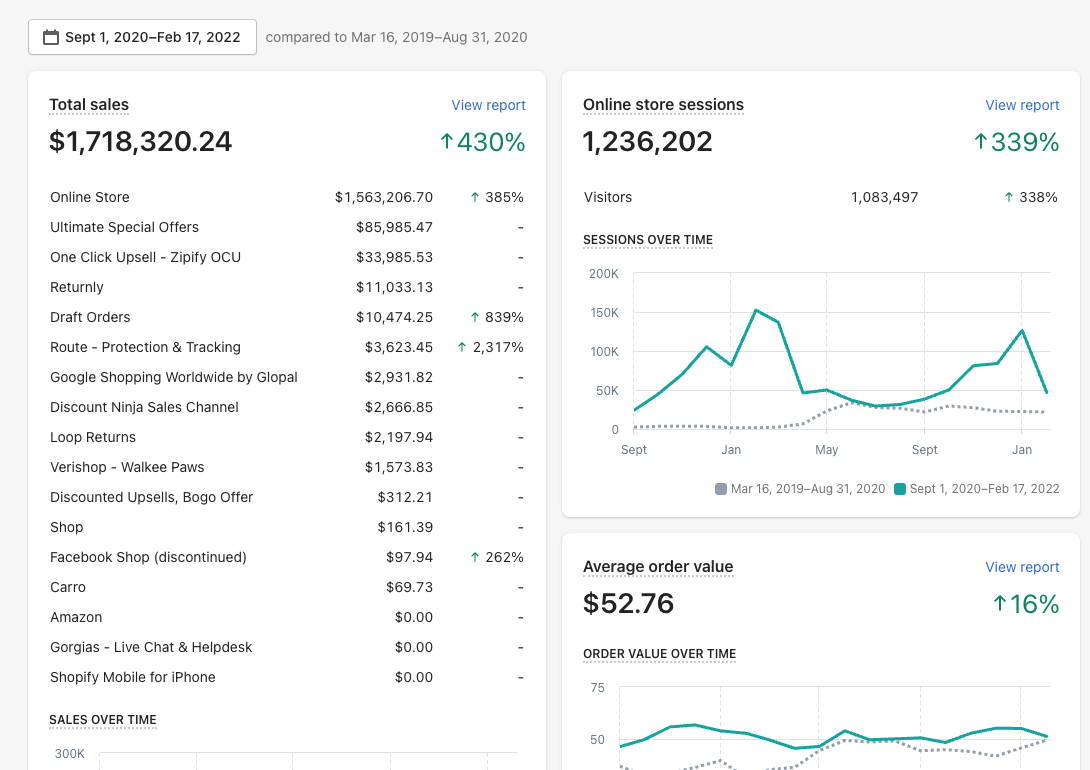 Sept 1, 2020–Feb 17, 2022 compared to Mar 16, 2019–Aug 31, 2020
Total sales View report
$1,718,320.24 ↑430%
Online Store $1,563,206.70 ↑ 385%
Ultimate Special Offers $85,985.47 -
One Click Upsell - Zipify OCU $33,985.53 -
Returnly $11,033.13 -
Draft Orders $10,474.25 ↑ 839%
Route - Protection & Tracking $3,623.45 ↑ 2,317%
Google Shopping Worldwide by Glopal $2,931.82 -
Discount Ninja Sales Channel $2,666.85 -
Loop Returns $2,197.94 -
Verishop - Walkee Paws $1,573.83 -
Discounted Upsells, Bogo Offer $312.21 -
Shop $161.39 -
Facebook Shop (discontinued) $97.94 ↑ 262%
Carro $69.73 -
Amazon $0.00 -
Gorgias - Live Chat & Helpdesk $0.00 -
Shopify Mobile for iPhone $0.00 -
SALES OVER TIME
300K
Online store sessions View report
1,236,202 ↑339%
Visitors 1,083,497 ↑ 338%
SESSIONS OVER TIME
200K
150K
100K
50K
0
Sept Jan May Sept Jan
Mar 16, 2019–Aug 31, 2020 Sept 1, 2020–Feb 17, 2022
Average order value View report
$52.76 ↑16%
ORDER VALUE OVER TIME
75
50